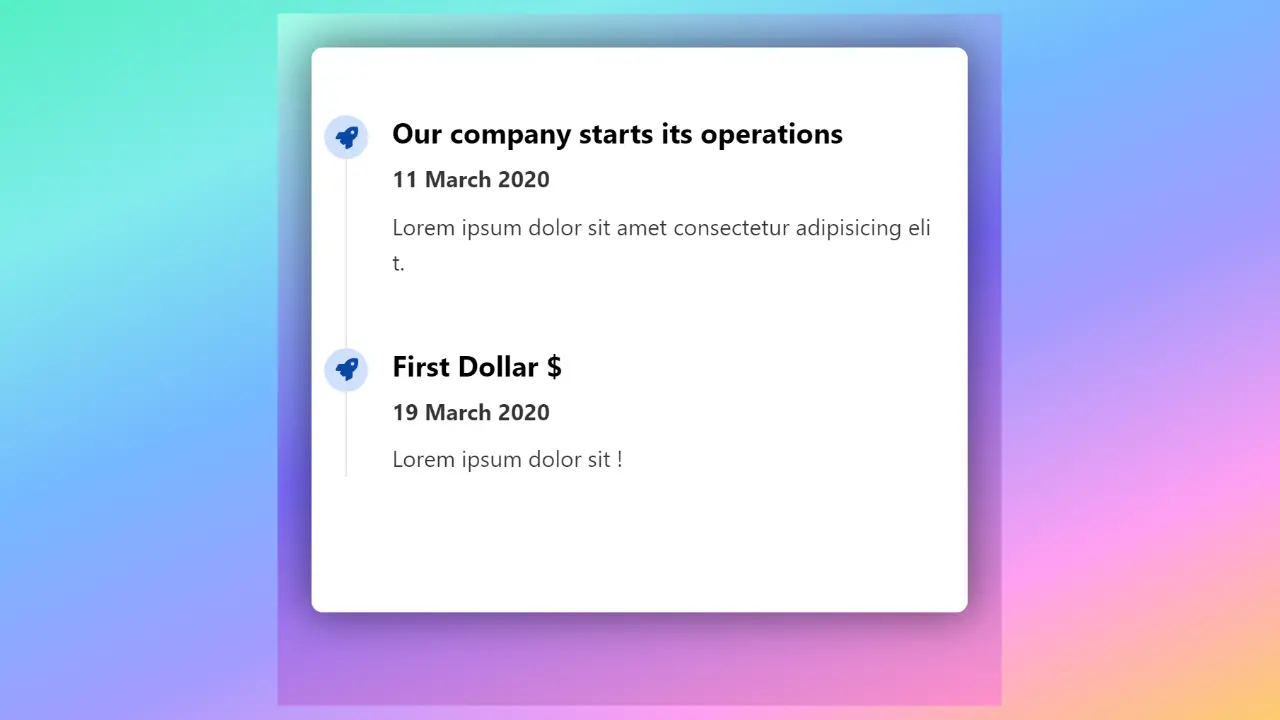 Our company starts its operations
11 March 2020
Lorem ipsum dolor sit amet consectetur adipisicing eli
t.
First Dollar $
19 March 2020
Lorem ipsum dolor sit !